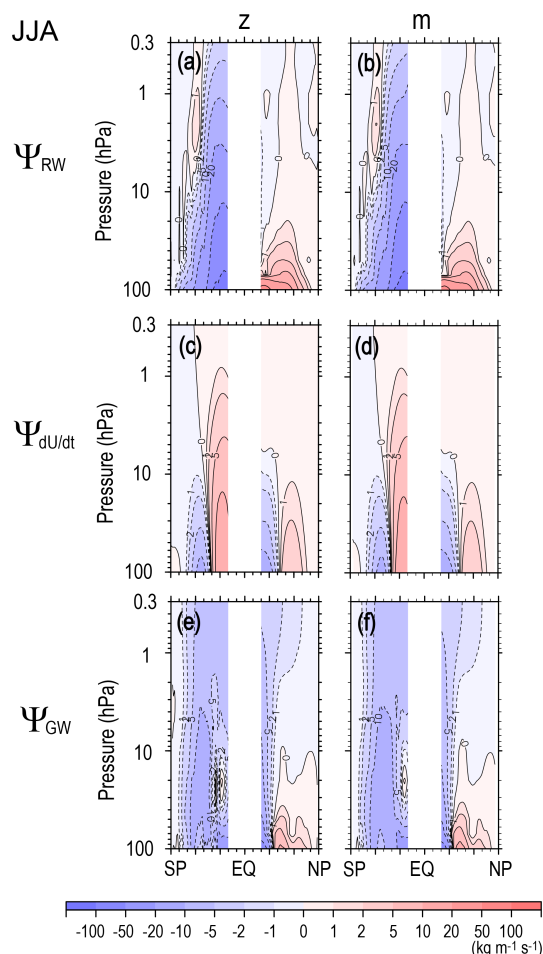 JJA
z m
(a) (b)
0.3
1
10
100
Pressure (hPa)
ΨRW
(c) (d)
0.3
1
10
100
Pressure (hPa)
ΨdU/dt
(e) (f)
0.3
1
10
100
Pressure (hPa)
ΨGW
SP EQ NP SP EQ NP
-100 -50 -20 -10 -5 -2 -1 0 1 2 5 10 20 50 100
(kg m-1 s-1)